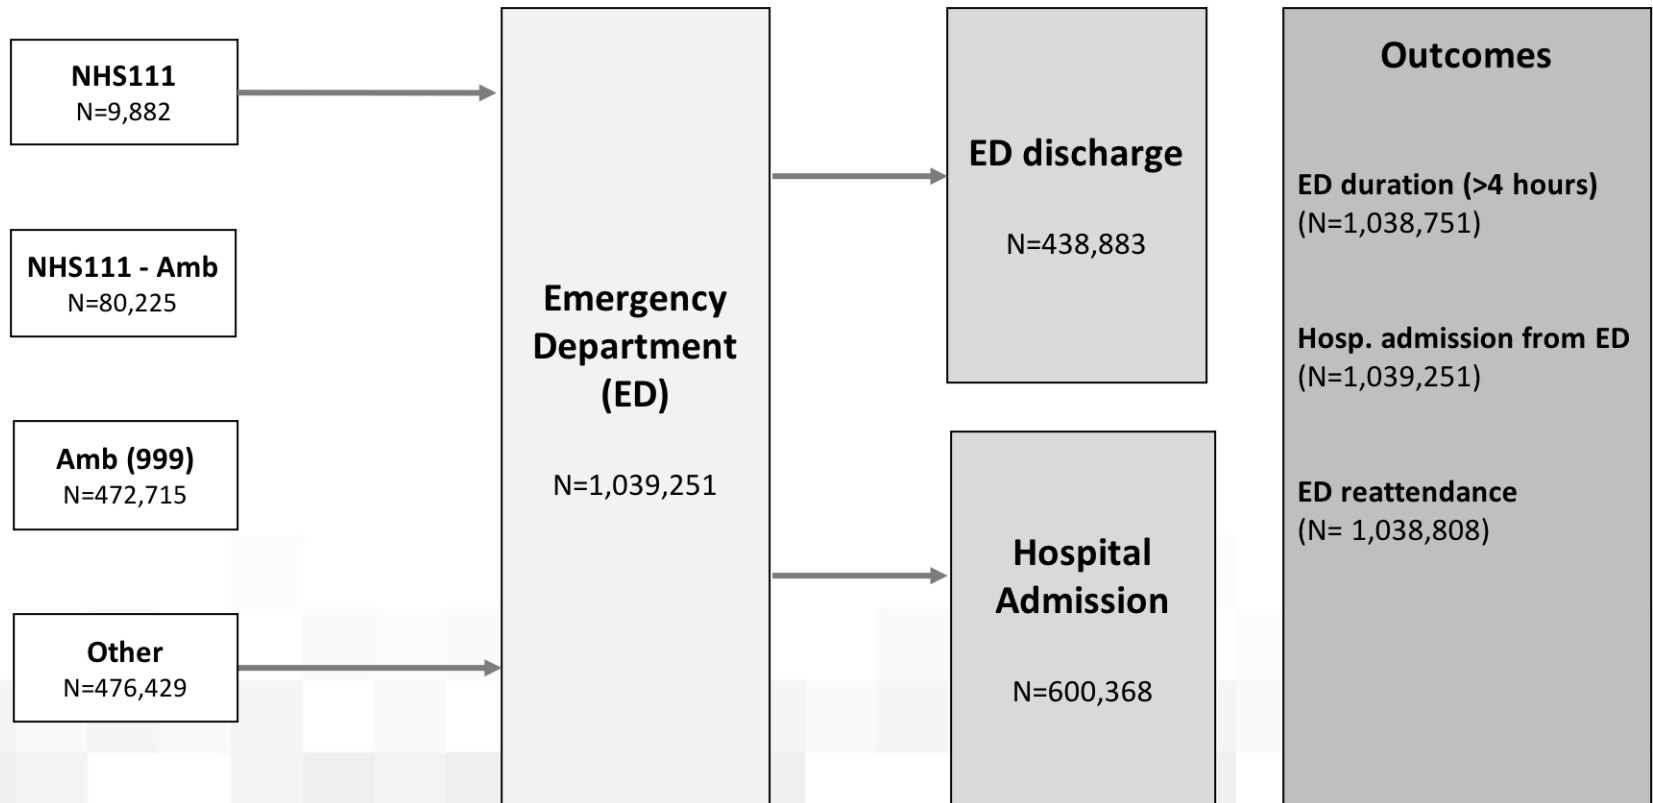 NHS111
N=9,882
NHS111 - Amb
N=80,225
Amb (999)
N=472,715
Other
N=476,429
Emergency
Department
(ED)
N=1,039,251
ED discharge
N=438,883
Hospital
Admission
N=600,368
Outcomes
ED duration (>4 hours)
(N=1,038,751)
Hosp. admission from ED
(N=1,039,251)
ED reattendance
(N= 1,038,808)